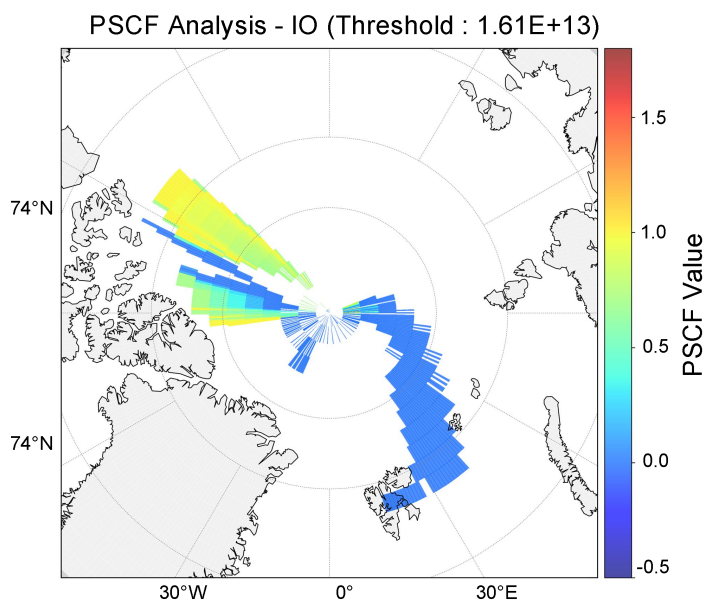 PSCF Analysis - IO (Threshold : 1.61E+13)
1.5
74°N
1.0
PSCF Value
0.5
74°N
0.0
-0.5
30°W
0°
30°E